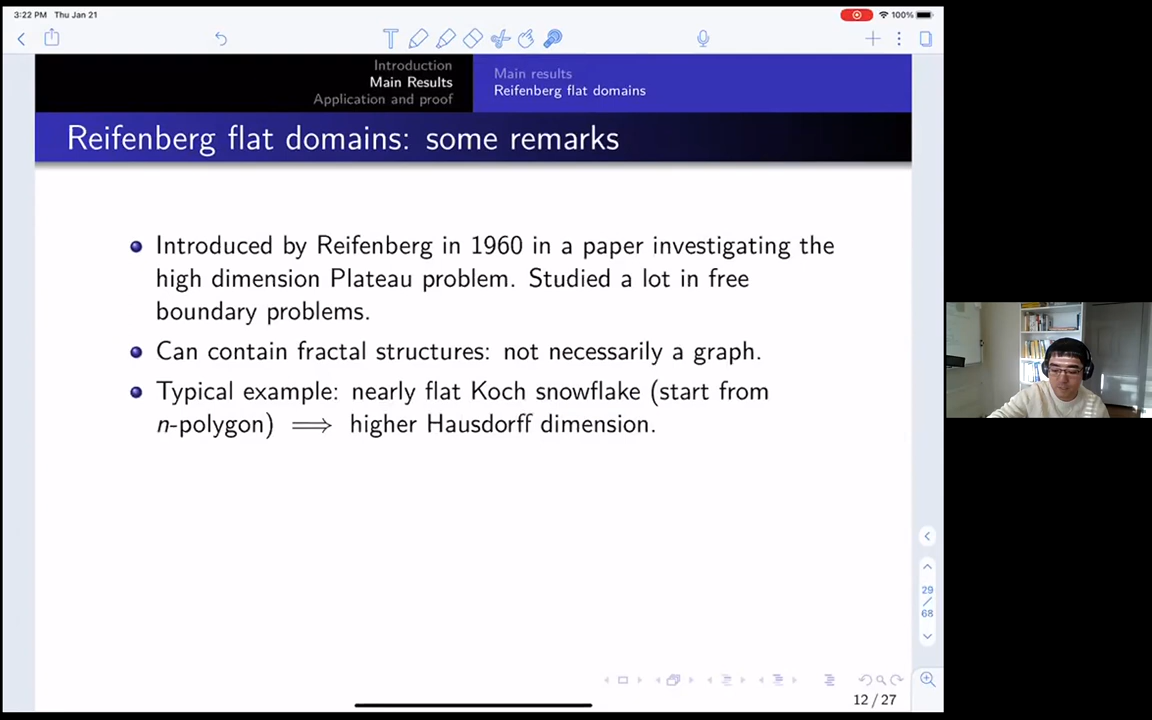 3:22 PM Thu Jan 21
100%
Introduction
Main Results
Application and proof
Main results
Reifenberg flat domains
Reifenberg flat domains: some remarks
Introduced by Reifenberg in 1960 in a paper investigating the
high dimension Plateau problem. Studied a lot in free
boundary problems.
Can contain fractal structures: not necessarily a graph.
Typical example: nearly flat Koch snowflake (start from
n-polygon) ⟹ higher Hausdorff dimension.
29
/
68
12 / 27